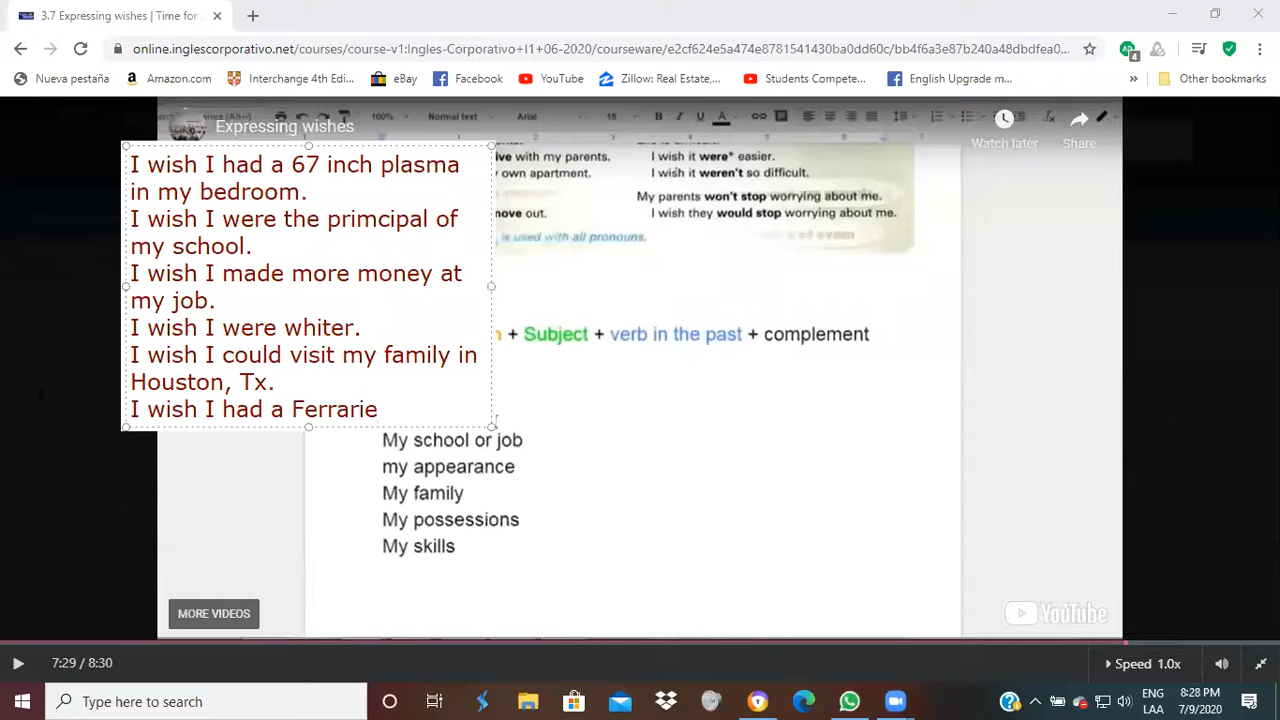 3.7 Expressing wishes | Time for
online.inglescorporativo.net/courses/course-v1:Ingles-Corporativo+I1+06-2020/courseware/e2cf624e5a474e8781541430ba0dd60c/bb4f6a3e87b240a48dbdfea0...
4
Nueva pestaña
Amazon.com
Interchange 4th Edi...
eBay
Facebook
YouTube
Zillow: Real Estate,...
Students Compete...
English Upgrade m...
»
Other bookmarks
100%
Normal text
Arial
18
B I U A
Expressing wishes
Watch later
Share
with my parents.
own apartment.
move out.
is used with all pronouns.
I wish it were* easier.
I wish it weren't so difficult.
My parents won't stop worrying about me.
I wish they would stop worrying about me.
I wish I had a 67 inch plasma
in my bedroom.
I wish I were the primcipal of
my school.
I wish I made more money at
my job.
I wish I were whiter.
I wish I could visit my family in
Houston, Tx.
I wish I had a Ferrarie
+ Subject + verb in the past + complement
My school or job
my appearance
My family
My possessions
My skills
MORE VIDEOS
YouTube
7:29 / 8:30
Speed 1.0x
Type here to search
ENG
LAA
8:28 PM
7/9/2020